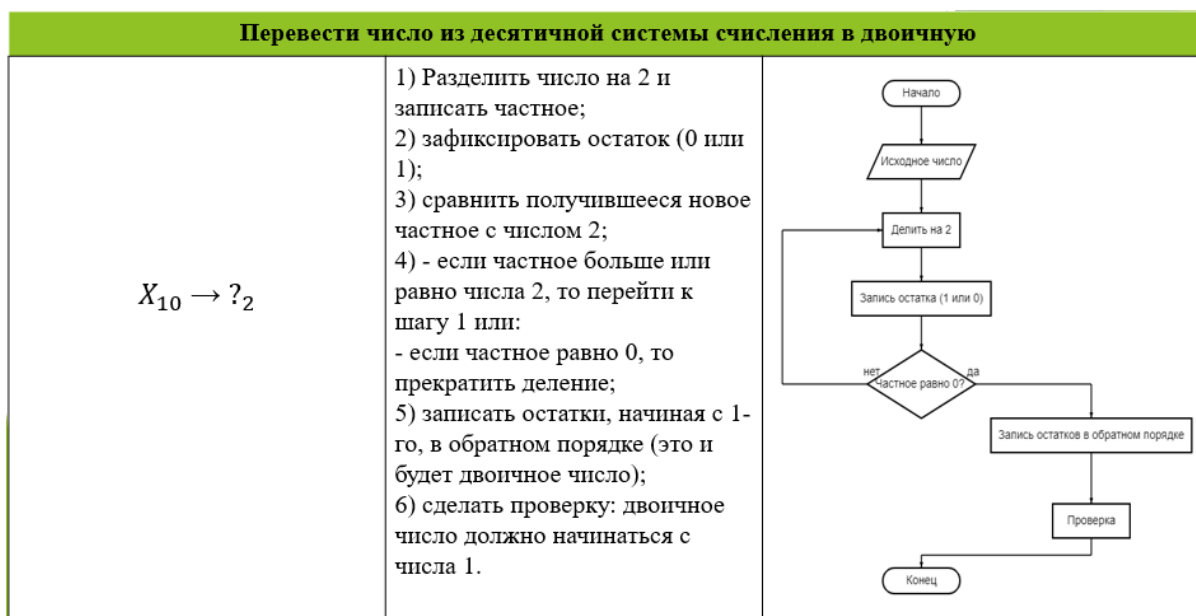 Перевести число из десятичной системы счисления в двоичную
X₁₀ → ?₂
1) Разделить число на 2 и
записать частное;
2) зафиксировать остаток (0 или
1);
3) сравнить получившееся новое
частное с числом 2;
4) - если частное больше или
равно числа 2, то перейти к
шагу 1 или:
- если частное равно 0, то
прекратить деление;
5) записать остатки, начиная с 1-
го, в обратном порядке (это и
будет двоичное число);
6) сделать проверку: двоичное
число должно начинаться с
числа 1.
Начало
Исходное число
Делить на 2
Запись остатка (1 или 0)
нет
Частное равно 0?
да
Запись остатков в обратном порядке
Проверка
Конец